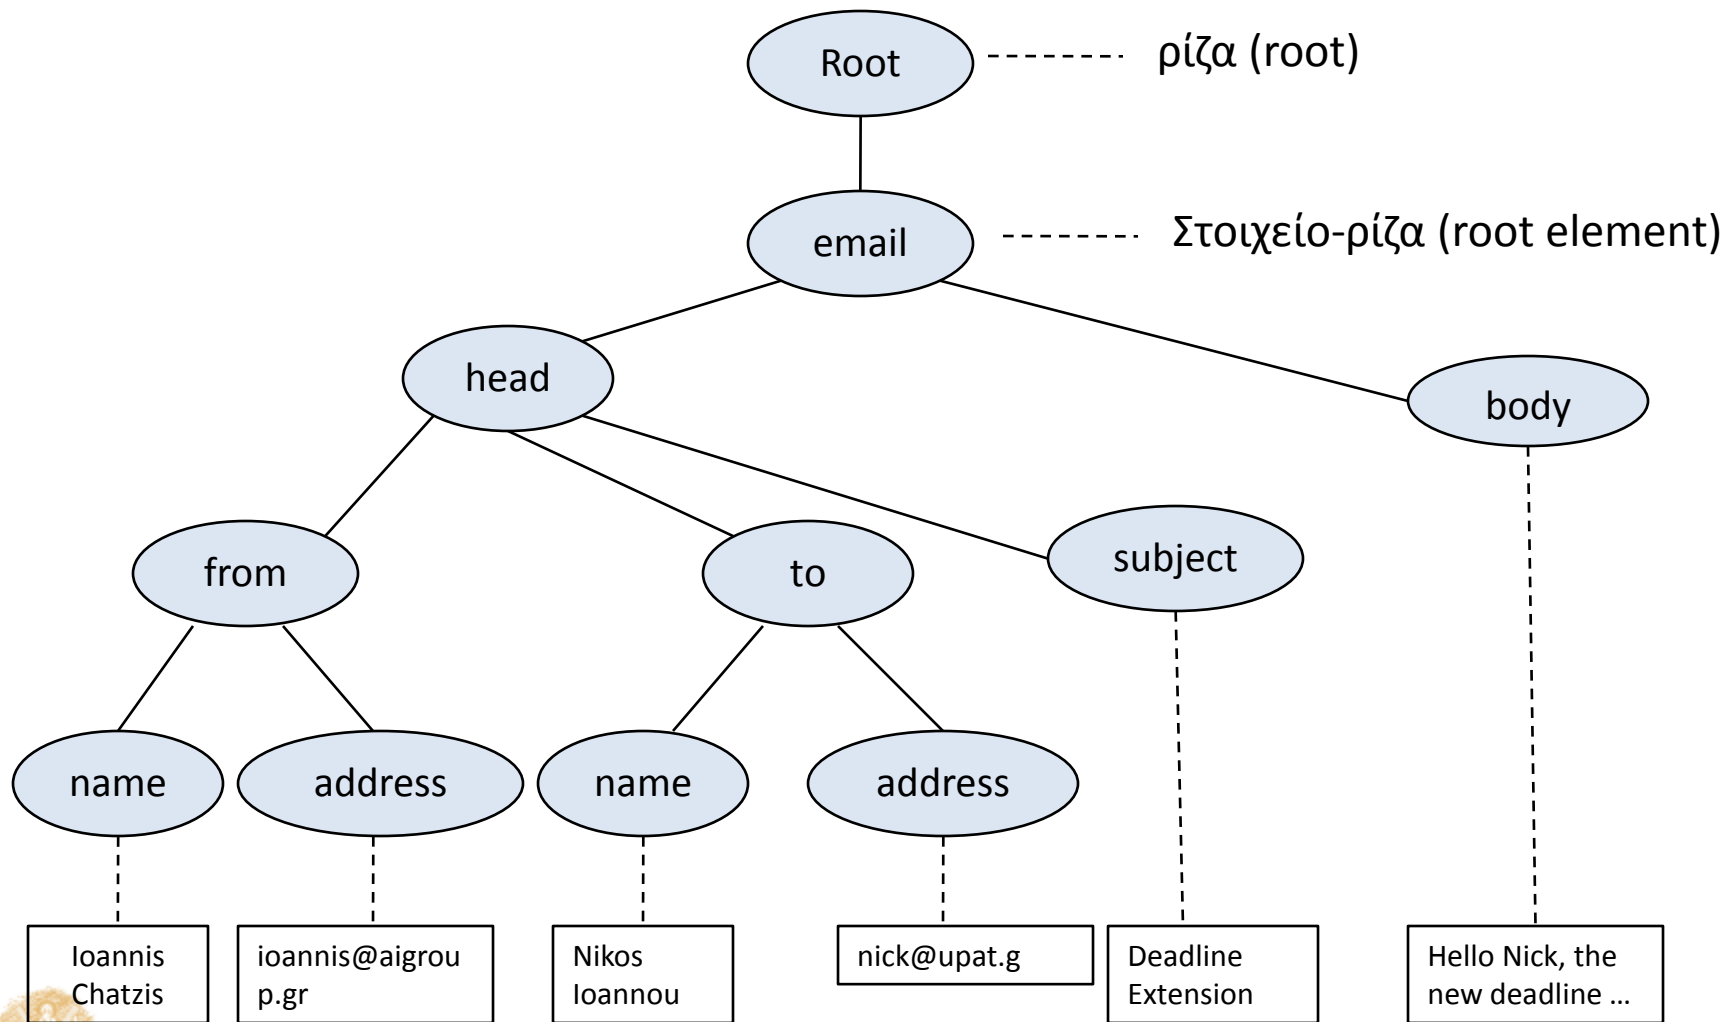 Root
ρίζα (root)
email
Στοιχείο-ρίζα (root element)
head
body
from
to
subject
name
address
name
address
Ioannis
Chatzis
ioannis@aigrou
p.gr
Nikos
Ioannou
nick@upat.g
Deadline
Extension
Hello Nick, the
new deadline ...